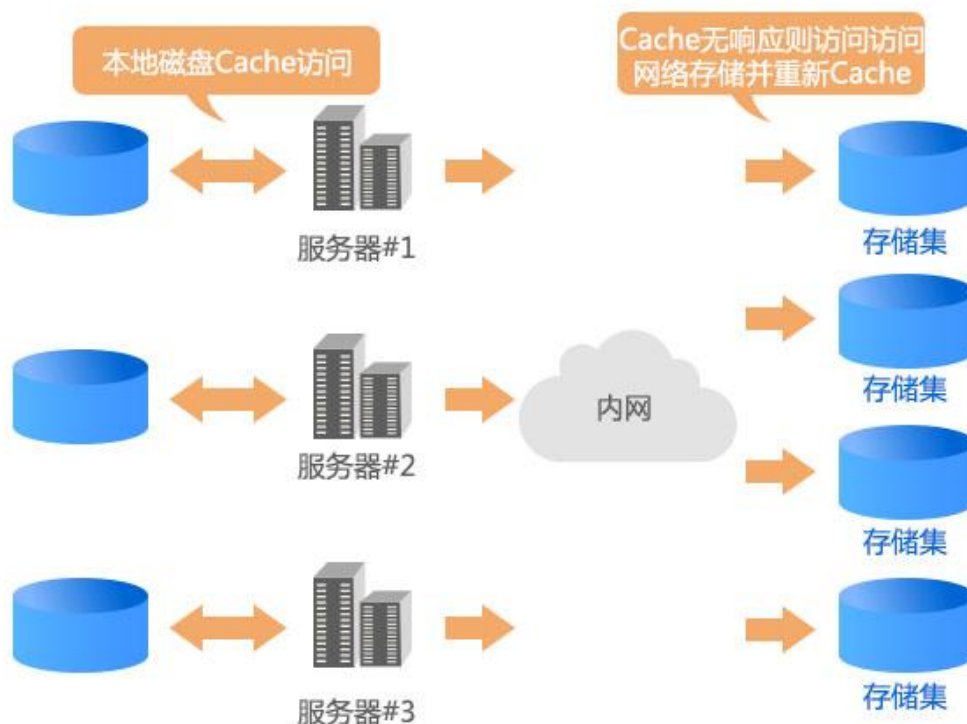 本地磁盘Cache访问
Cache无响应则访问访问
网络存储并重新Cache
服务器#1
存储集
存储集
内网
服务器#2
存储集
存储集
服务器#3